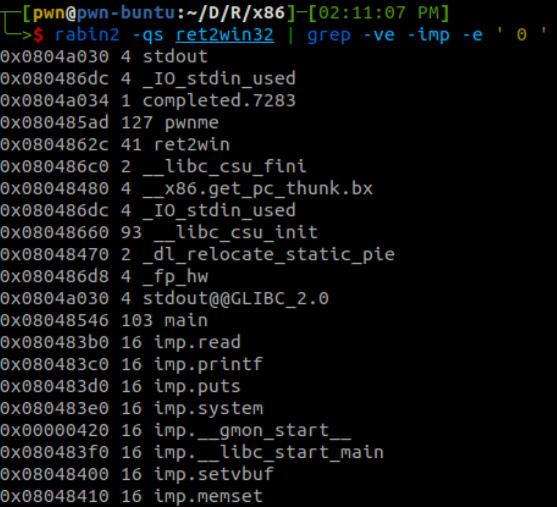 [pwn@pwn-buntu:~/D/R/x86]─[02:11:07 PM]
>$ rabin2 -qs ret2win32 | grep -ve -imp -e ' 0 '
0x0804a030 4 stdout
0x080486dc 4 _IO_stdin_used
0x0804a034 1 completed.7283
0x080485ad 127 pwnme
0x0804862c 41 ret2win
0x080486c0 2 __libc_csu_fini
0x08048480 4 __x86.get_pc_thunk.bx
0x080486dc 4 _IO_stdin_used
0x08048660 93 __libc_csu_init
0x08048470 2 _dl_relocate_static_pie
0x080486d8 4 _fp_hw
0x0804a030 4 stdout@@GLIBC_2.0
0x08048546 103 main
0x080483b0 16 imp.read
0x080483c0 16 imp.printf
0x080483d0 16 imp.puts
0x080483e0 16 imp.system
0x00000420 16 imp.__gmon_start__
0x080483f0 16 imp.__libc_start_main
0x08048400 16 imp.setvbuf
0x08048410 16 imp.memset